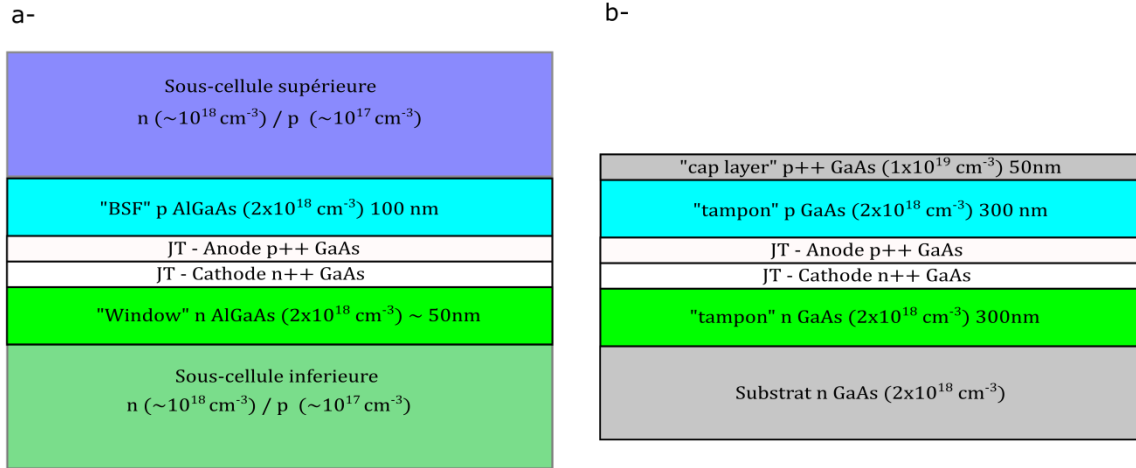 a-
Sous-cellule supérieure
n (~10¹⁸ cm⁻³) / p (~10¹⁷ cm⁻³)
"BSF" p AlGaAs (2x10¹⁸ cm⁻³) 100 nm
JT - Anode p++ GaAs
JT - Cathode n++ GaAs
"Window" n AlGaAs (2x10¹⁸ cm⁻³) ~ 50nm
Sous-cellule inferieure
n (~10¹⁸ cm⁻³) / p (~10¹⁷ cm⁻³)
b-
"cap layer" p++ GaAs (1x10¹⁹ cm⁻³) 50nm
"tampon" p GaAs (2x10¹⁸ cm⁻³) 300 nm
JT - Anode p++ GaAs
JT - Cathode n++ GaAs
"tampon" n GaAs (2x10¹⁸ cm⁻³) 300nm
Substrat n GaAs (2x10¹⁸ cm⁻³)